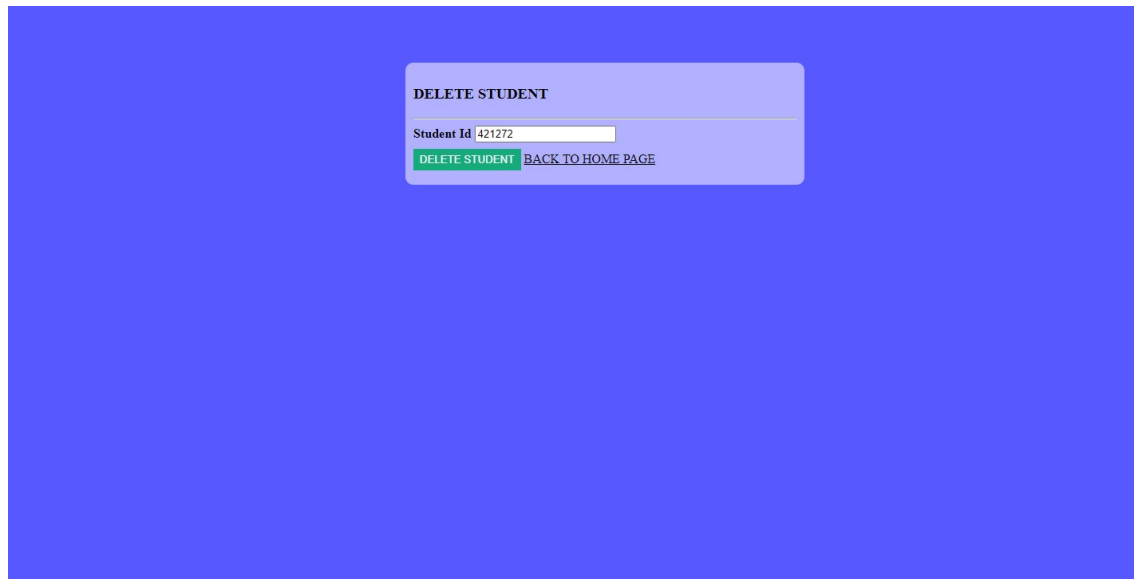 DELETE STUDENT
Student Id 421272
DELETE STUDENT BACK TO HOME PAGE